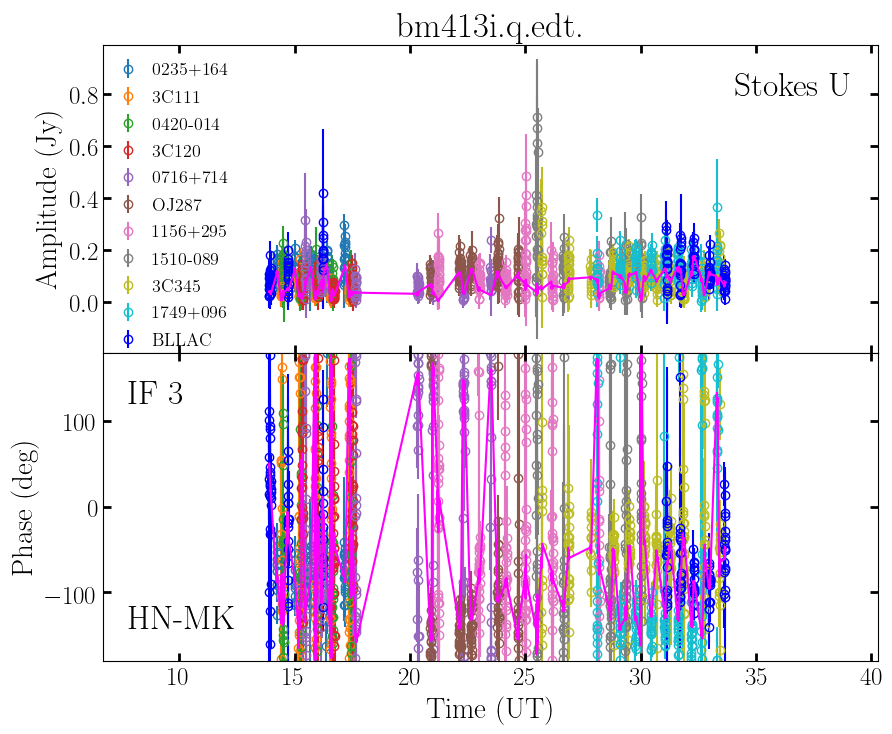 bm413i.q.edt.
Stokes U
Amplitude (Jy)
0.8
0.6
0.4
0.2
0.0
0235+164
3C111
0420-014
3C120
0716+714
OJ287
1156+295
1510-089
3C345
1749+096
BLLAC
IF 3
HN-MK
Phase (deg)
100
0
−100
10 15 20 25 30 35 40
Time (UT)